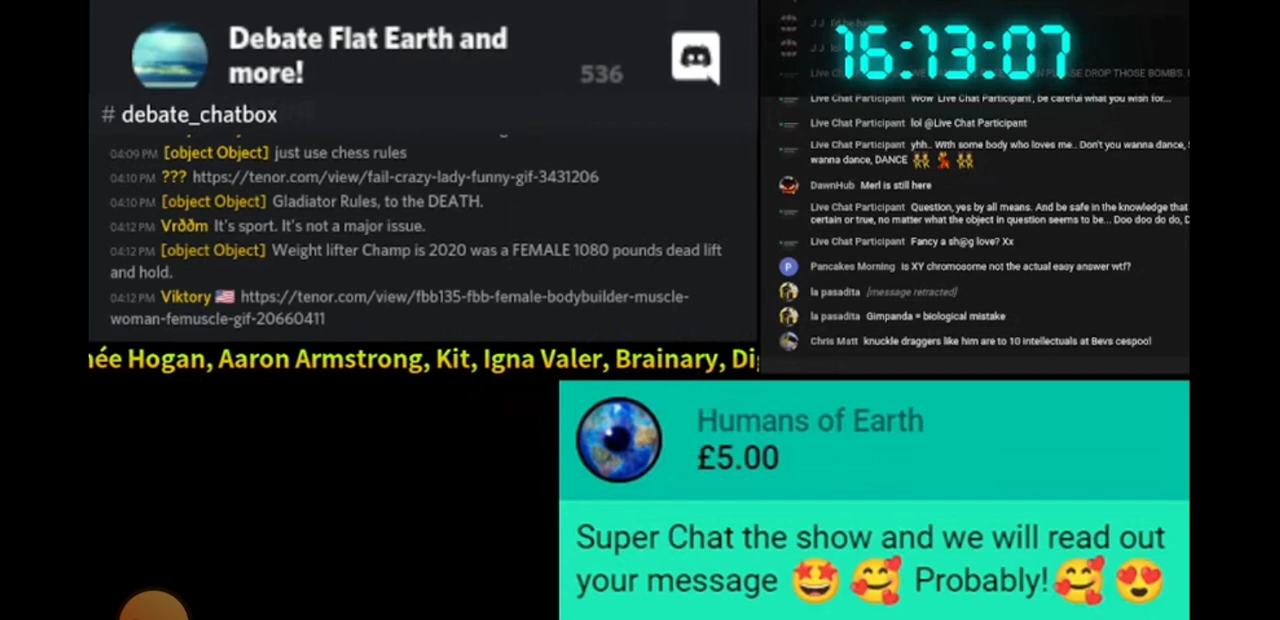 Debate Flat Earth and
more!
536
# debate_chatbox
04:09 PM [object Object] just use chess rules
04:10 PM ??? https://tenor.com/view/fail-crazy-lady-funny-gif-3431206
04:10 PM [object Object] Gladiator Rules, to the DEATH.
04:12 PM Vrððm It's sport. It's not a major issue.
04:12 PM [object Object] Weight lifter Champ is 2020 was a FEMALE 1080 pounds dead lift
and hold.
04:12 PM Viktory 🇺🇸 https://tenor.com/view/fbb135-fbb-female-bodybuilder-muscle-
woman-femuscle-gif-20660411
née Hogan, Aaron Armstrong, Kit, Igna Valer, Brainary, Di
16:13:07
J J I'd be
J J lol
Live Chat PLEASE DROP THOSE BOMBS.
Live Chat Participant Wow Live Chat Participant, be careful what you wish for...
Live Chat Participant lol @Live Chat Participant
Live Chat Participant yhh.. With some body who loves me.. Don't you wanna dance,
wanna dance, DANCE 👯 💃 👯
DawnHub Merl is still here
Live Chat Participant Question, yes by all means. And be safe in the knowledge that
certain or true, no matter what the object in question seems to be... Doo doo do do, D
Live Chat Participant Fancy a sh@g love? Xx
P Pancakes Morning is XY chromosome not the actual easy answer wtf?
la pasadita [message retracted]
la pasadita Gimpanda = biological mistake
Chris Matt knuckle draggers like him are to 10 intellectuals at Bevs cespool
Humans of Earth
£5.00
Super Chat the show and we will read out
your message 🤩 🥰 Probably!🥰 😍